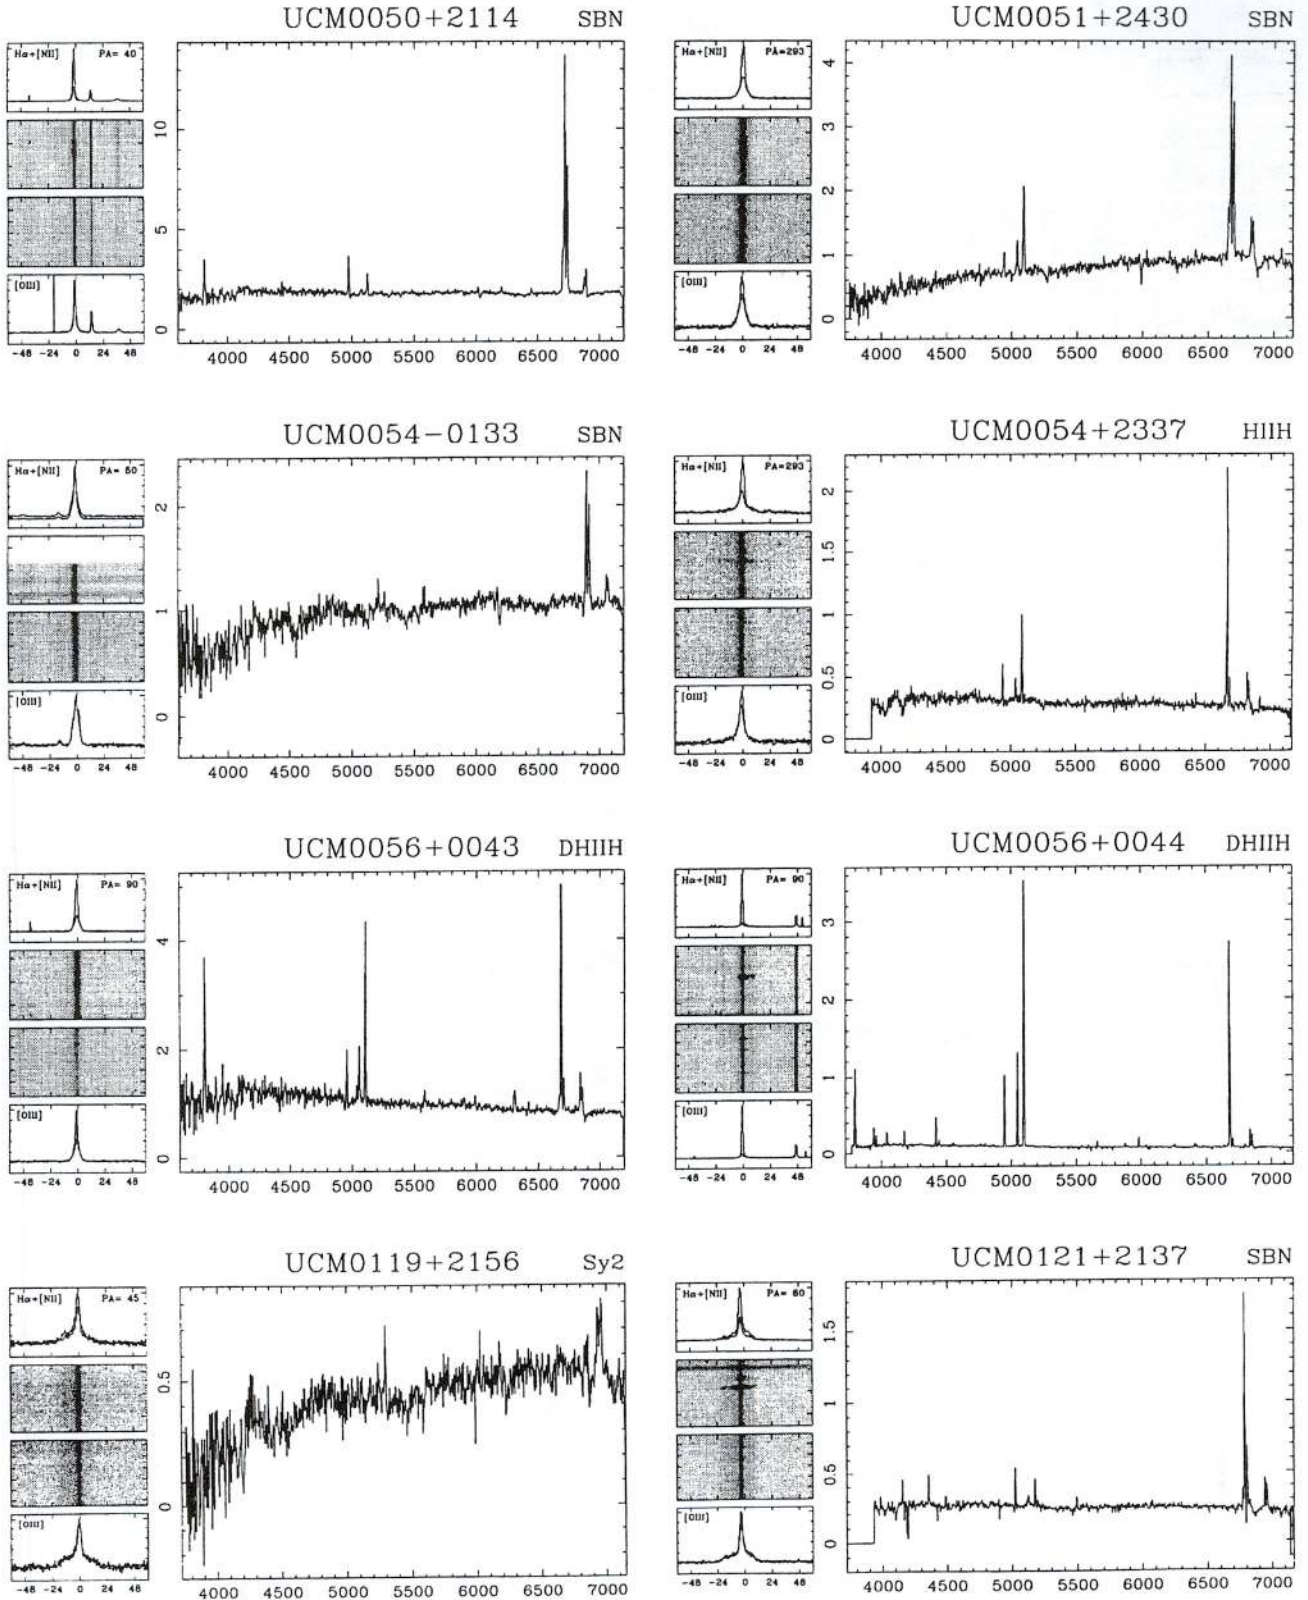 UCM0050+2114 SBN
Hα+[NII] PA= 40
10
5
0
[OIII]
-48 -24 0 24 48
4000 4500 5000 5500 6000 6500 7000
UCM0051+2430 SBN
Hα+[NII] PA=293
4
3
2
1
0
[OIII]
-48 -24 0 24 48
4000 4500 5000 5500 6000 6500 7000
UCM0054-0133 SBN
Hα+[NII] PA= 50
2
1
0
[OIII]
-48 -24 0 24 48
4000 4500 5000 5500 6000 6500 7000
UCM0054+2337 HIIH
Hα+[NII] PA=293
2
1.5
1
0.5
0
[OIII]
-48 -24 0 24 48
4000 4500 5000 5500 6000 6500 7000
UCM0056+0043 DHIIH
Hα+[NII] PA= 90
4
2
0
[OIII]
-48 -24 0 24 48
4000 4500 5000 5500 6000 6500 7000
UCM0056+0044 DHIIH
Hα+[NII] PA= 90
3
2
1
0
[OIII]
-48 -24 0 24 48
4000 4500 5000 5500 6000 6500 7000
UCM0119+2156 Sy2
Hα+[NII] PA= 45
0.5
0
[OIII]
-48 -24 0 24 48
4000 4500 5000 5500 6000 6500 7000
UCM0121+2137 SBN
Hα+[NII] PA= 60
1.5
1
0.5
0
[OIII]
-48 -24 0 24 48
4000 4500 5000 5500 6000 6500 7000